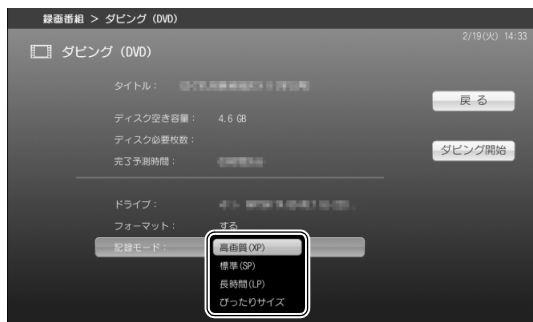 録画番組 > ダビング (DVD)
2/19(火) 14:33
ダビング (DVD)
タイトル：
戻る
ディスク空き容量： 4.6 GB
ディスク必要枚数：
ダビング開始
完了予測時間：
ドライブ：
フォーマット： する
記録モード： 高画質(XP)
標準(SP)
長時間(LP)
ぴったりサイズ